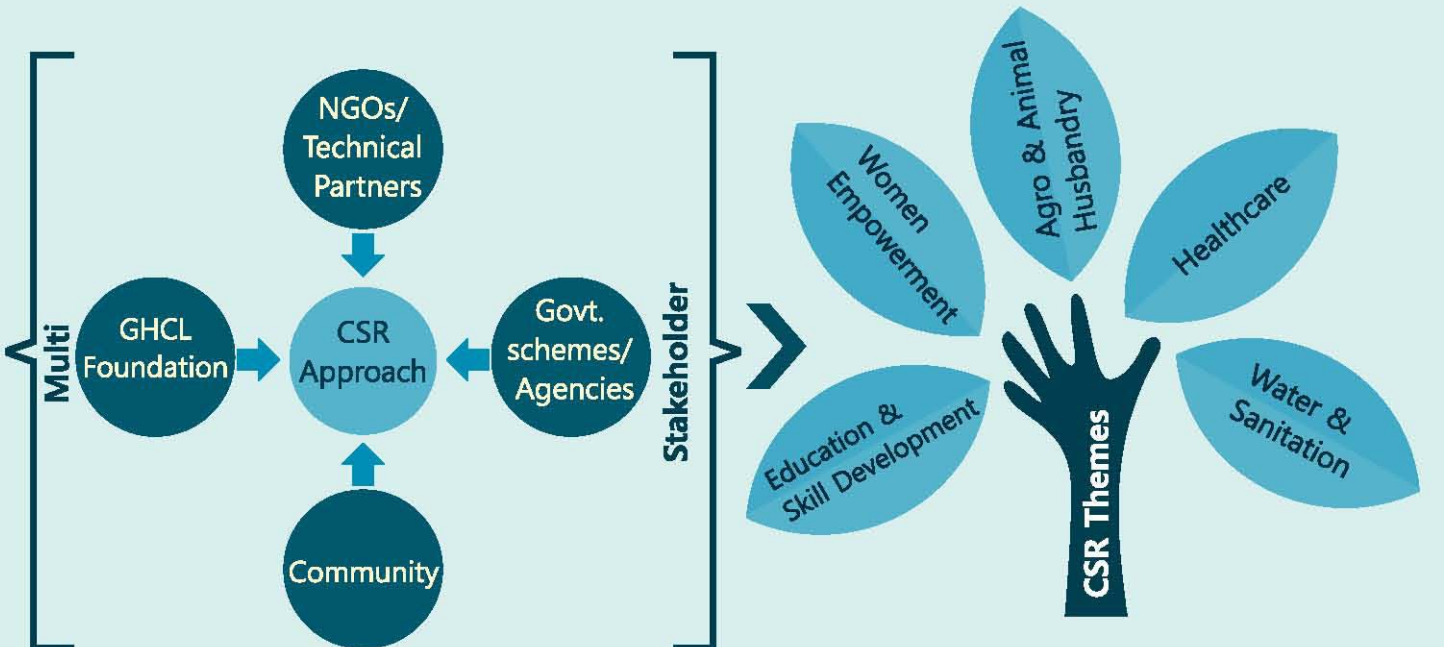 Multi
NGOs/
Technical
Partners
GHCL
Foundation
CSR
Approach
Govt.
schemes/
Agencies
Community
Stakeholder
Education &
Skill Development
Women
Empowerment
Agro & Animal
Husbandry
Healthcare
Water &
Sanitation
CSR Themes